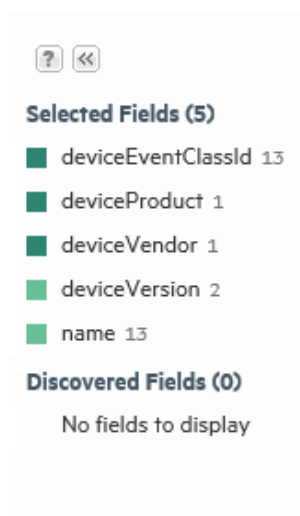 ? «
Selected Fields (5)
deviceEventClassId 13
deviceProduct 1
deviceVendor 1
deviceVersion 2
name 13
Discovered Fields (0)
No fields to display